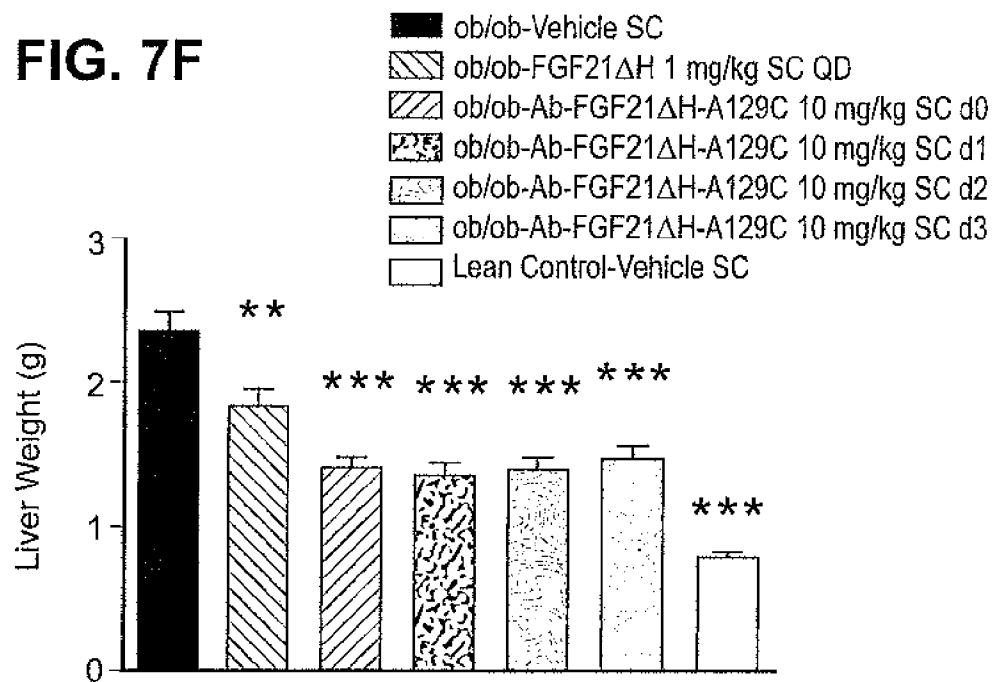 FIG. 7F
ob/ob-Vehicle SC
ob/ob-FGF21ΔH 1 mg/kg SC QD
ob/ob-Ab-FGF21ΔH-A129C 10 mg/kg SC d0
ob/ob-Ab-FGF21ΔH-A129C 10 mg/kg SC d1
ob/ob-Ab-FGF21ΔH-A129C 10 mg/kg SC d2
ob/ob-Ab-FGF21ΔH-A129C 10 mg/kg SC d3
Lean Control-Vehicle SC
Liver Weight (g)
3
2
1
0
**
***
***
***
***
***